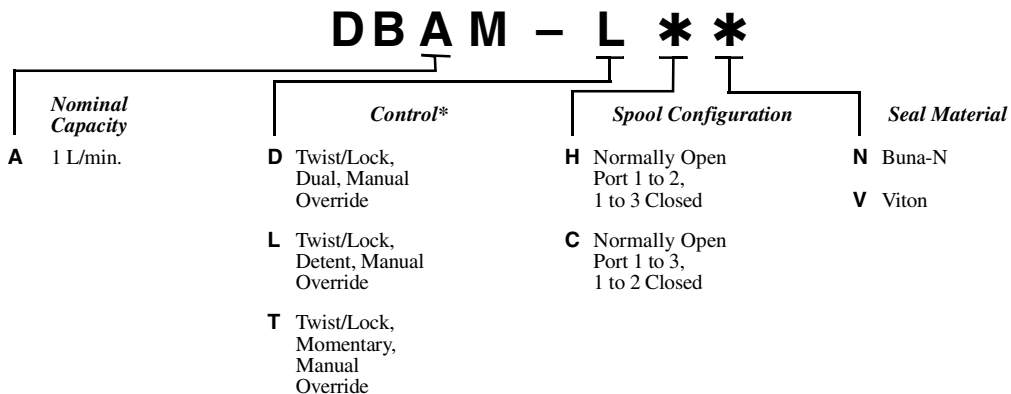 DBAM – L * *
Nominal
Capacity
A 1 L/min.
Control*
D Twist/Lock,
Dual, Manual
Override
L Twist/Lock,
Detent, Manual
Override
T Twist/Lock,
Momentary,
Manual
Override
Spool Configuration
H Normally Open
Port 1 to 2,
1 to 3 Closed
C Normally Open
Port 1 to 3,
1 to 2 Closed
Seal Material
N Buna-N
V Viton